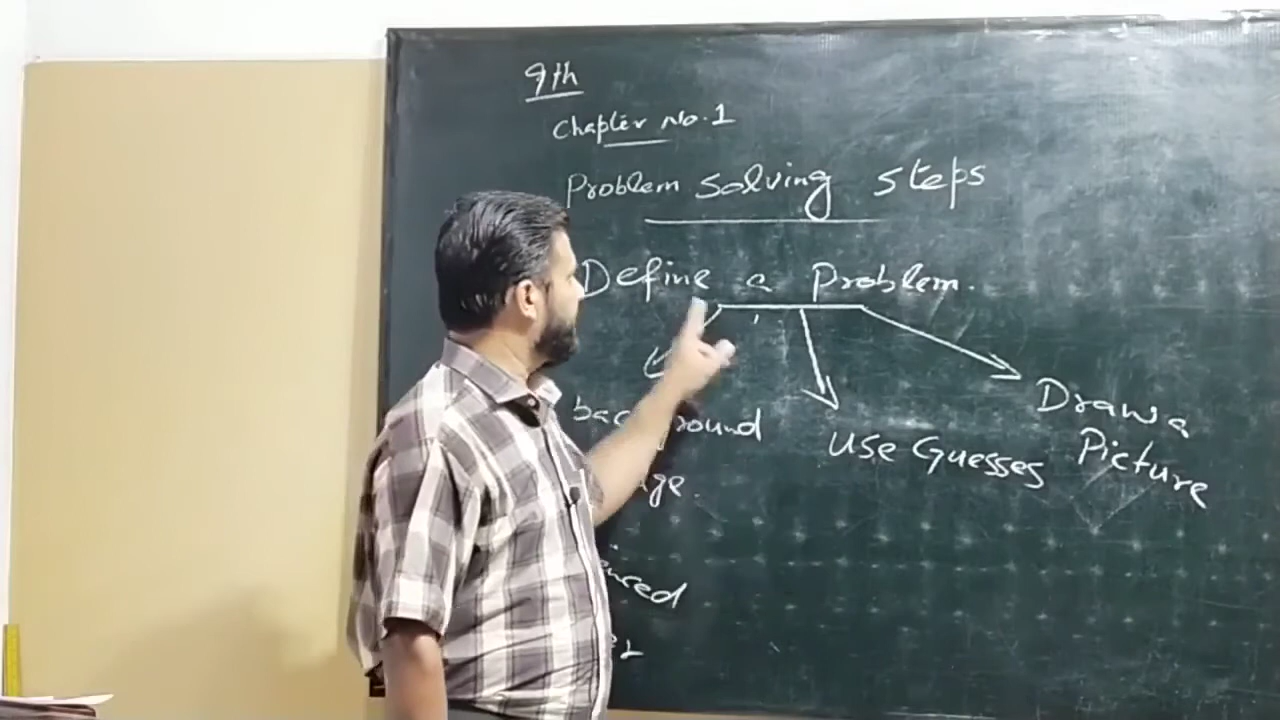 9th
Chapter No.1
Problem Solving Steps
Define a Problem.
Draw a
Picture
Use Guesses